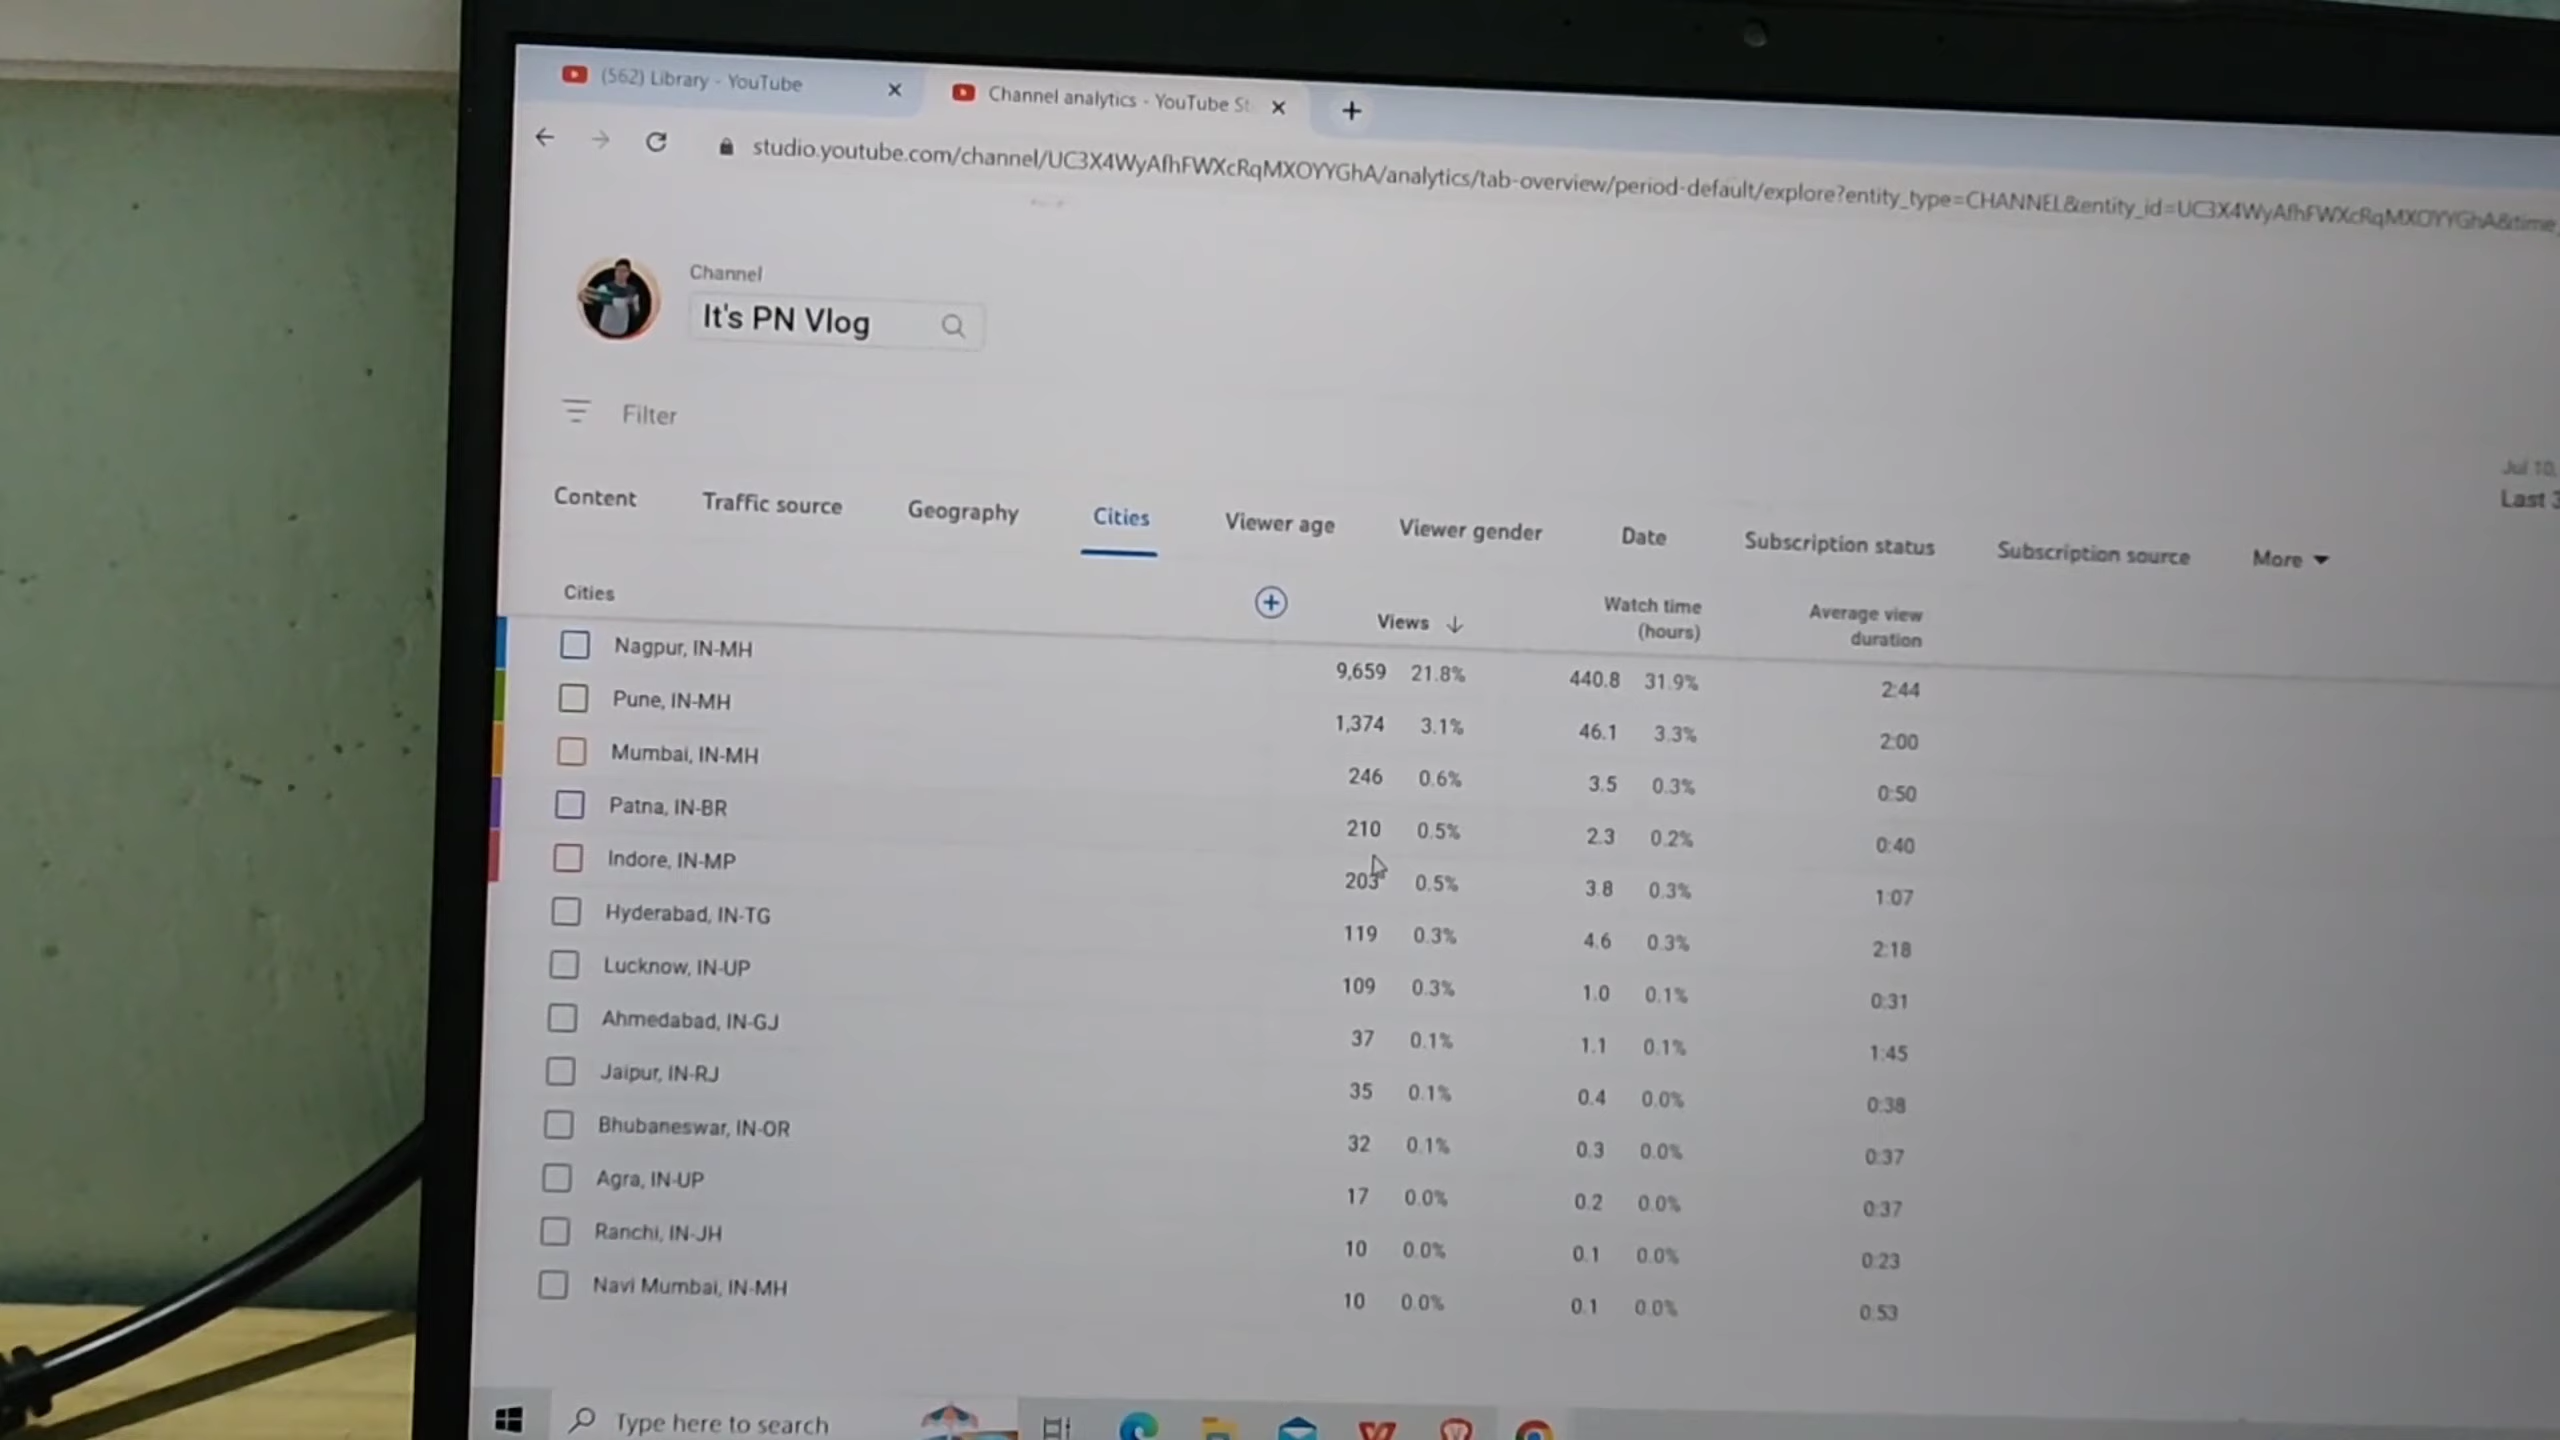 (562) Library - YouTube
Channel analytics - YouTube St
studio.youtube.com/channel/UC3X4WyAfhFWXcRqMXOYYGhA/analytics/tab-overview/period-default/explore?entity_type=CHANNEL&entity_id=UC3X4WyAfhFWXcRqMXOYYGhA&time_
Channel
It's PN Vlog
Filter
Jul 10,
Last 3
Content Traffic source Geography Cities Viewer age Viewer gender Date Subscription status Subscription source More
Cities Views Watch time (hours) Average view duration
Nagpur, IN-MH 9,659 21.8% 440.8 31.9% 2:44
Pune, IN-MH 1,374 3.1% 46.1 3.3% 2:00
Mumbai, IN-MH 246 0.6% 3.5 0.3% 0:50
Patna, IN-BR 210 0.5% 2.3 0.2% 0:40
Indore, IN-MP 203 0.5% 3.8 0.3% 1:07
Hyderabad, IN-TG 119 0.3% 4.6 0.3% 2:18
Lucknow, IN-UP 109 0.3% 1.0 0.1% 0:31
Ahmedabad, IN-GJ 37 0.1% 1.1 0.1% 1:45
Jaipur, IN-RJ 35 0.1% 0.4 0.0% 0:38
Bhubaneswar, IN-OR 32 0.1% 0.3 0.0% 0:37
Agra, IN-UP 17 0.0% 0.2 0.0% 0:37
Ranchi, IN-JH 10 0.0% 0.1 0.0% 0:23
Navi Mumbai, IN-MH 10 0.0% 0.1 0.0% 0:53
Type here to search